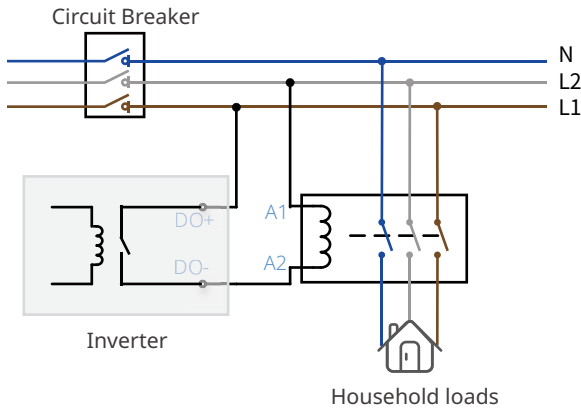 Circuit Breaker
N
L2
L1
DO+
A1
DO-
A2
Inverter
Household loads